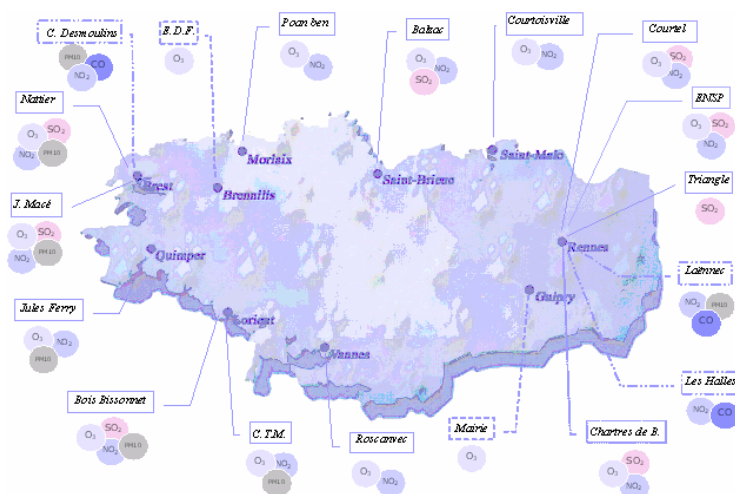 C. Desmoulins
E.D.F.
Poan ben
Balzac
Courtoisville
Courtel
PM10
CO
NO2
O3
O3
NO2
O3
NO2
SO2
O3
NO2
O3
SO2
NO2
Nattier
O3
SO2
NO2
PM10
ENSP
O3
SO2
NO2
Morlaix
Saint-Malo
Brest
Brennilis
Saint-Brieuc
Triangle
SO2
J. Macé
O3
SO2
NO2
PM10
Quimper
Rennes
Laënnec
NO2
PM10
CO
Guipry
Jules Ferry
O3
NO2
PM10
Lorient
Vannes
Les Halles
NO2
CO
Bois Bissonnet
O3
SO2
NO2
PM10
C.T.M.
O3
NO2
PM10
Roscanvec
O3
NO2
Mairie
O3
Chartres de B.
O3
SO2
NO2